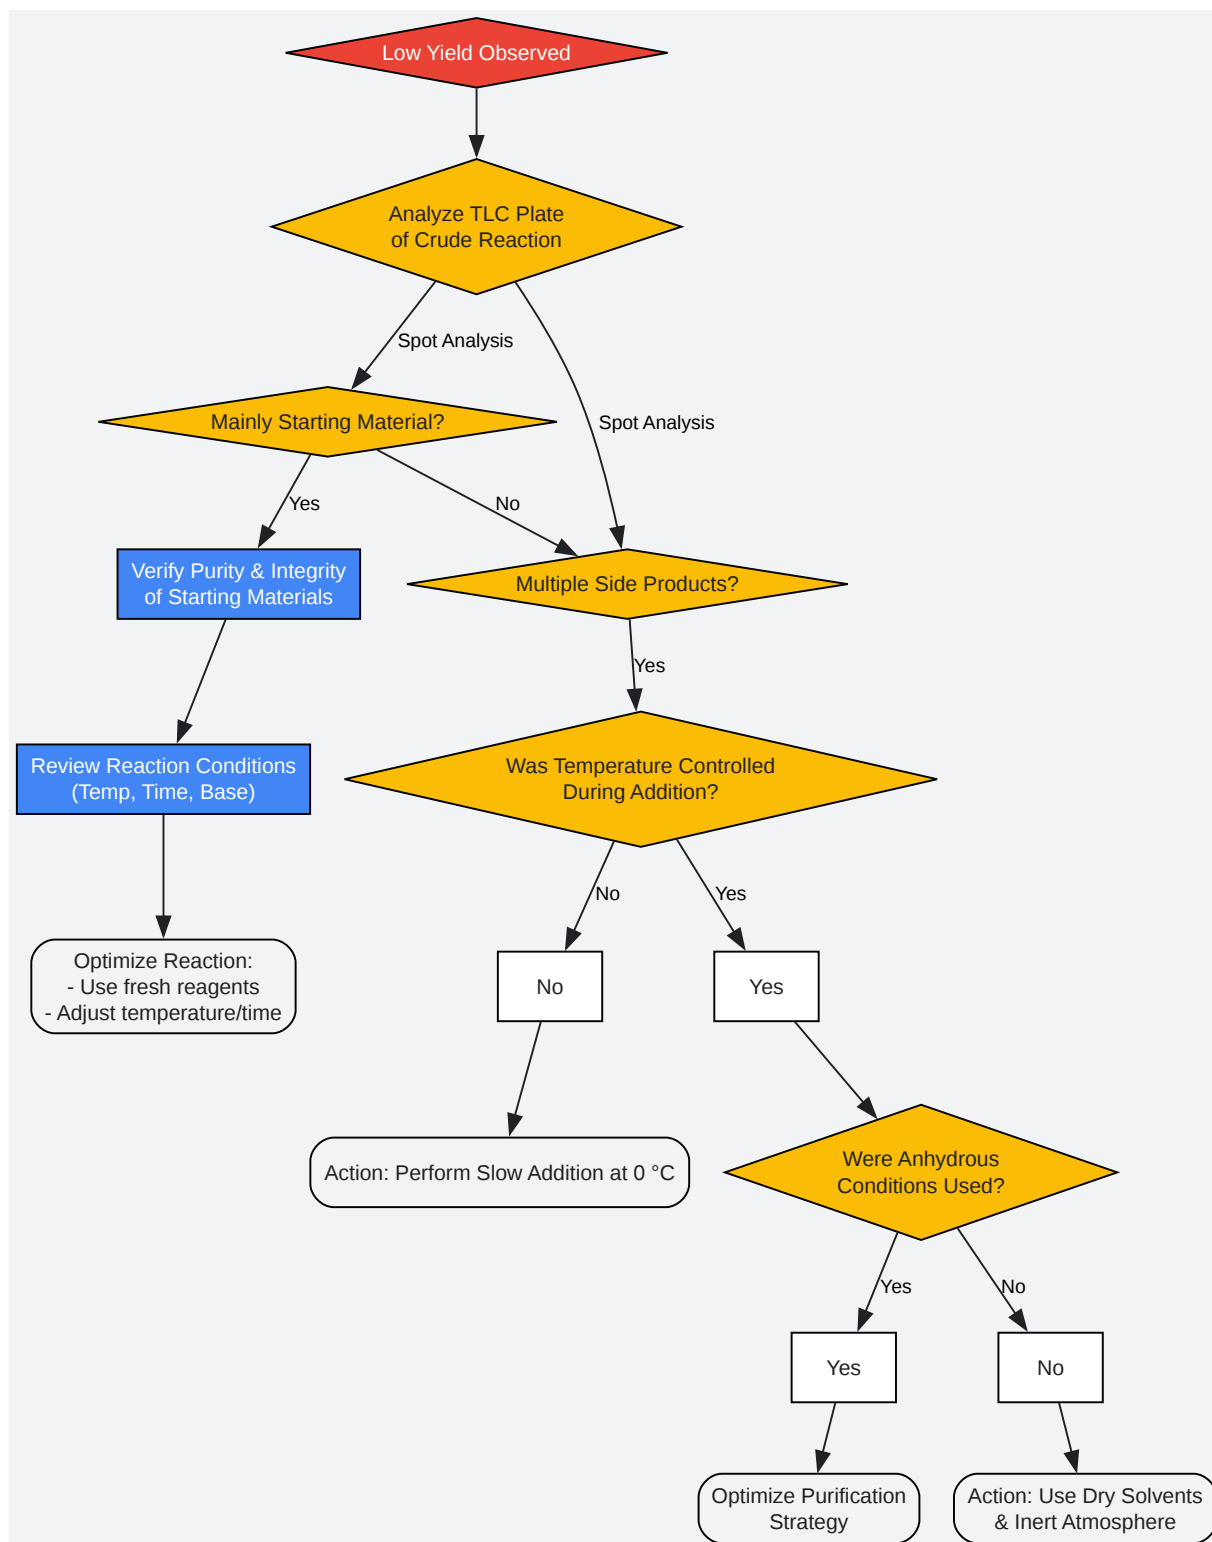 Low Yield Observed
Analyze TLC Plate
of Crude Reaction
Spot Analysis
Mainly Starting Material?
Spot Analysis
Yes
No
Verify Purity & Integrity
of Starting Materials
Multiple Side Products?
Yes
Review Reaction Conditions
(Temp, Time, Base)
Was Temperature Controlled
During Addition?
No
Yes
Optimize Reaction:
- Use fresh reagents
- Adjust temperature/time
No
Yes
Action: Perform Slow Addition at 0 °C
Were Anhydrous
Conditions Used?
Yes
No
Yes
No
Optimize Purification
Strategy
Action: Use Dry Solvents
& Inert Atmosphere